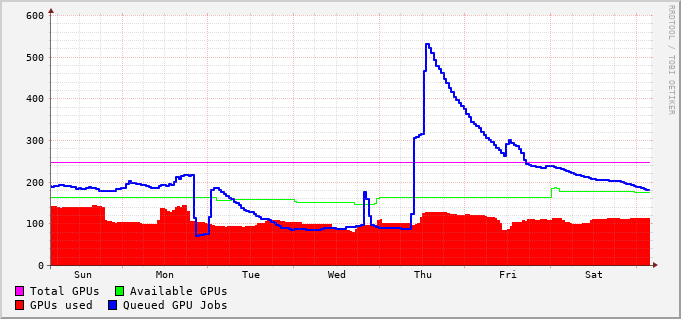 600
500
400
300
200
100
0
Sun Mon Tue Wed Thu Fri Sat
Total GPUs Available GPUs
GPUs used Queued GPU Jobs
RRDTOOL / TOBI OETIKER